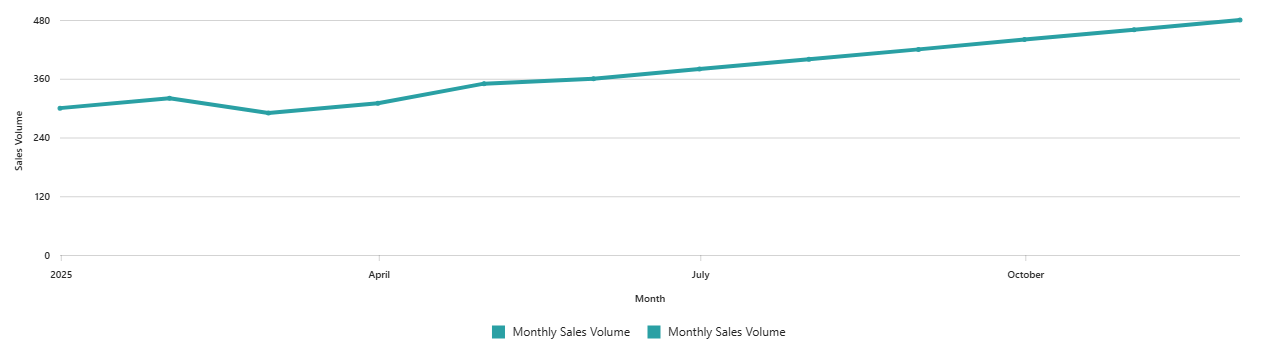 480
360
240
120
0
Sales Volume
2025 April July October
Month
Monthly Sales Volume Monthly Sales Volume